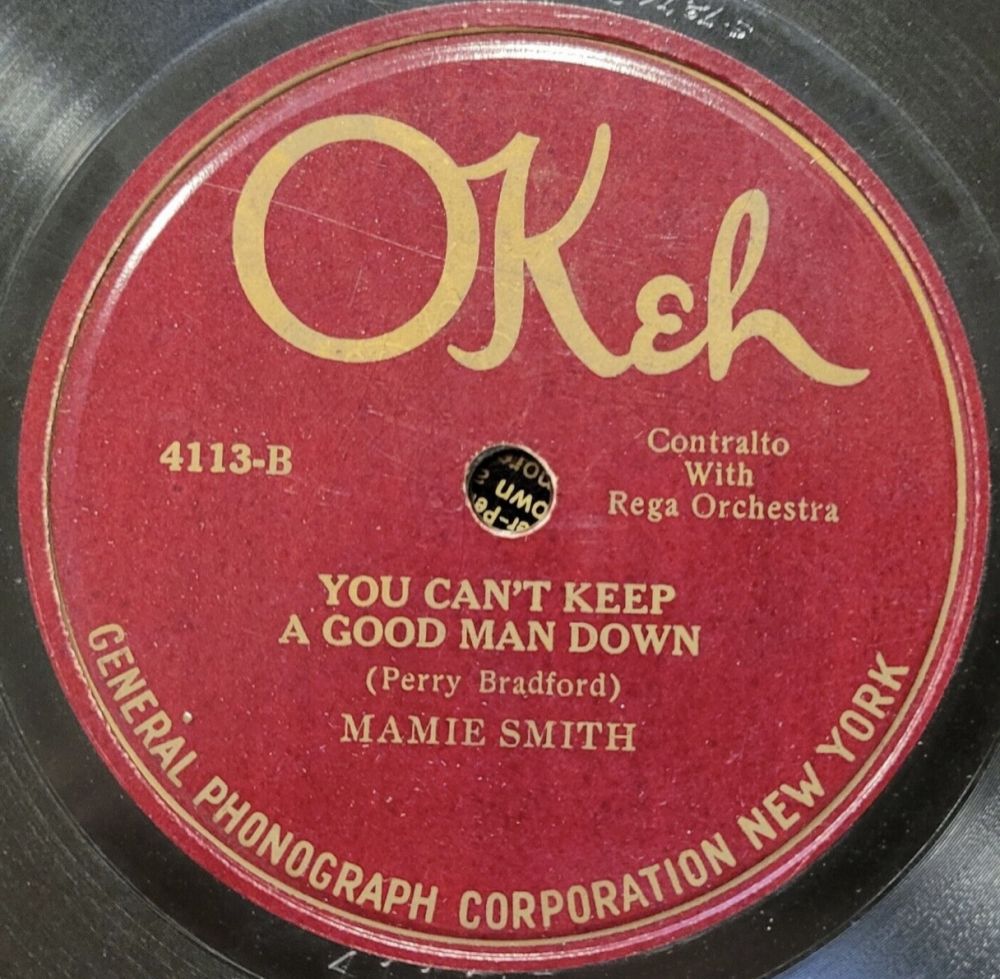 OKeh
4113-B
Contralto
With
Rega Orchestra
YOU CAN'T KEEP
A GOOD MAN DOWN
(Perry Bradford)
MAMIE SMITH
GENERAL PHONOGRAPH CORPORATION NEW YORK